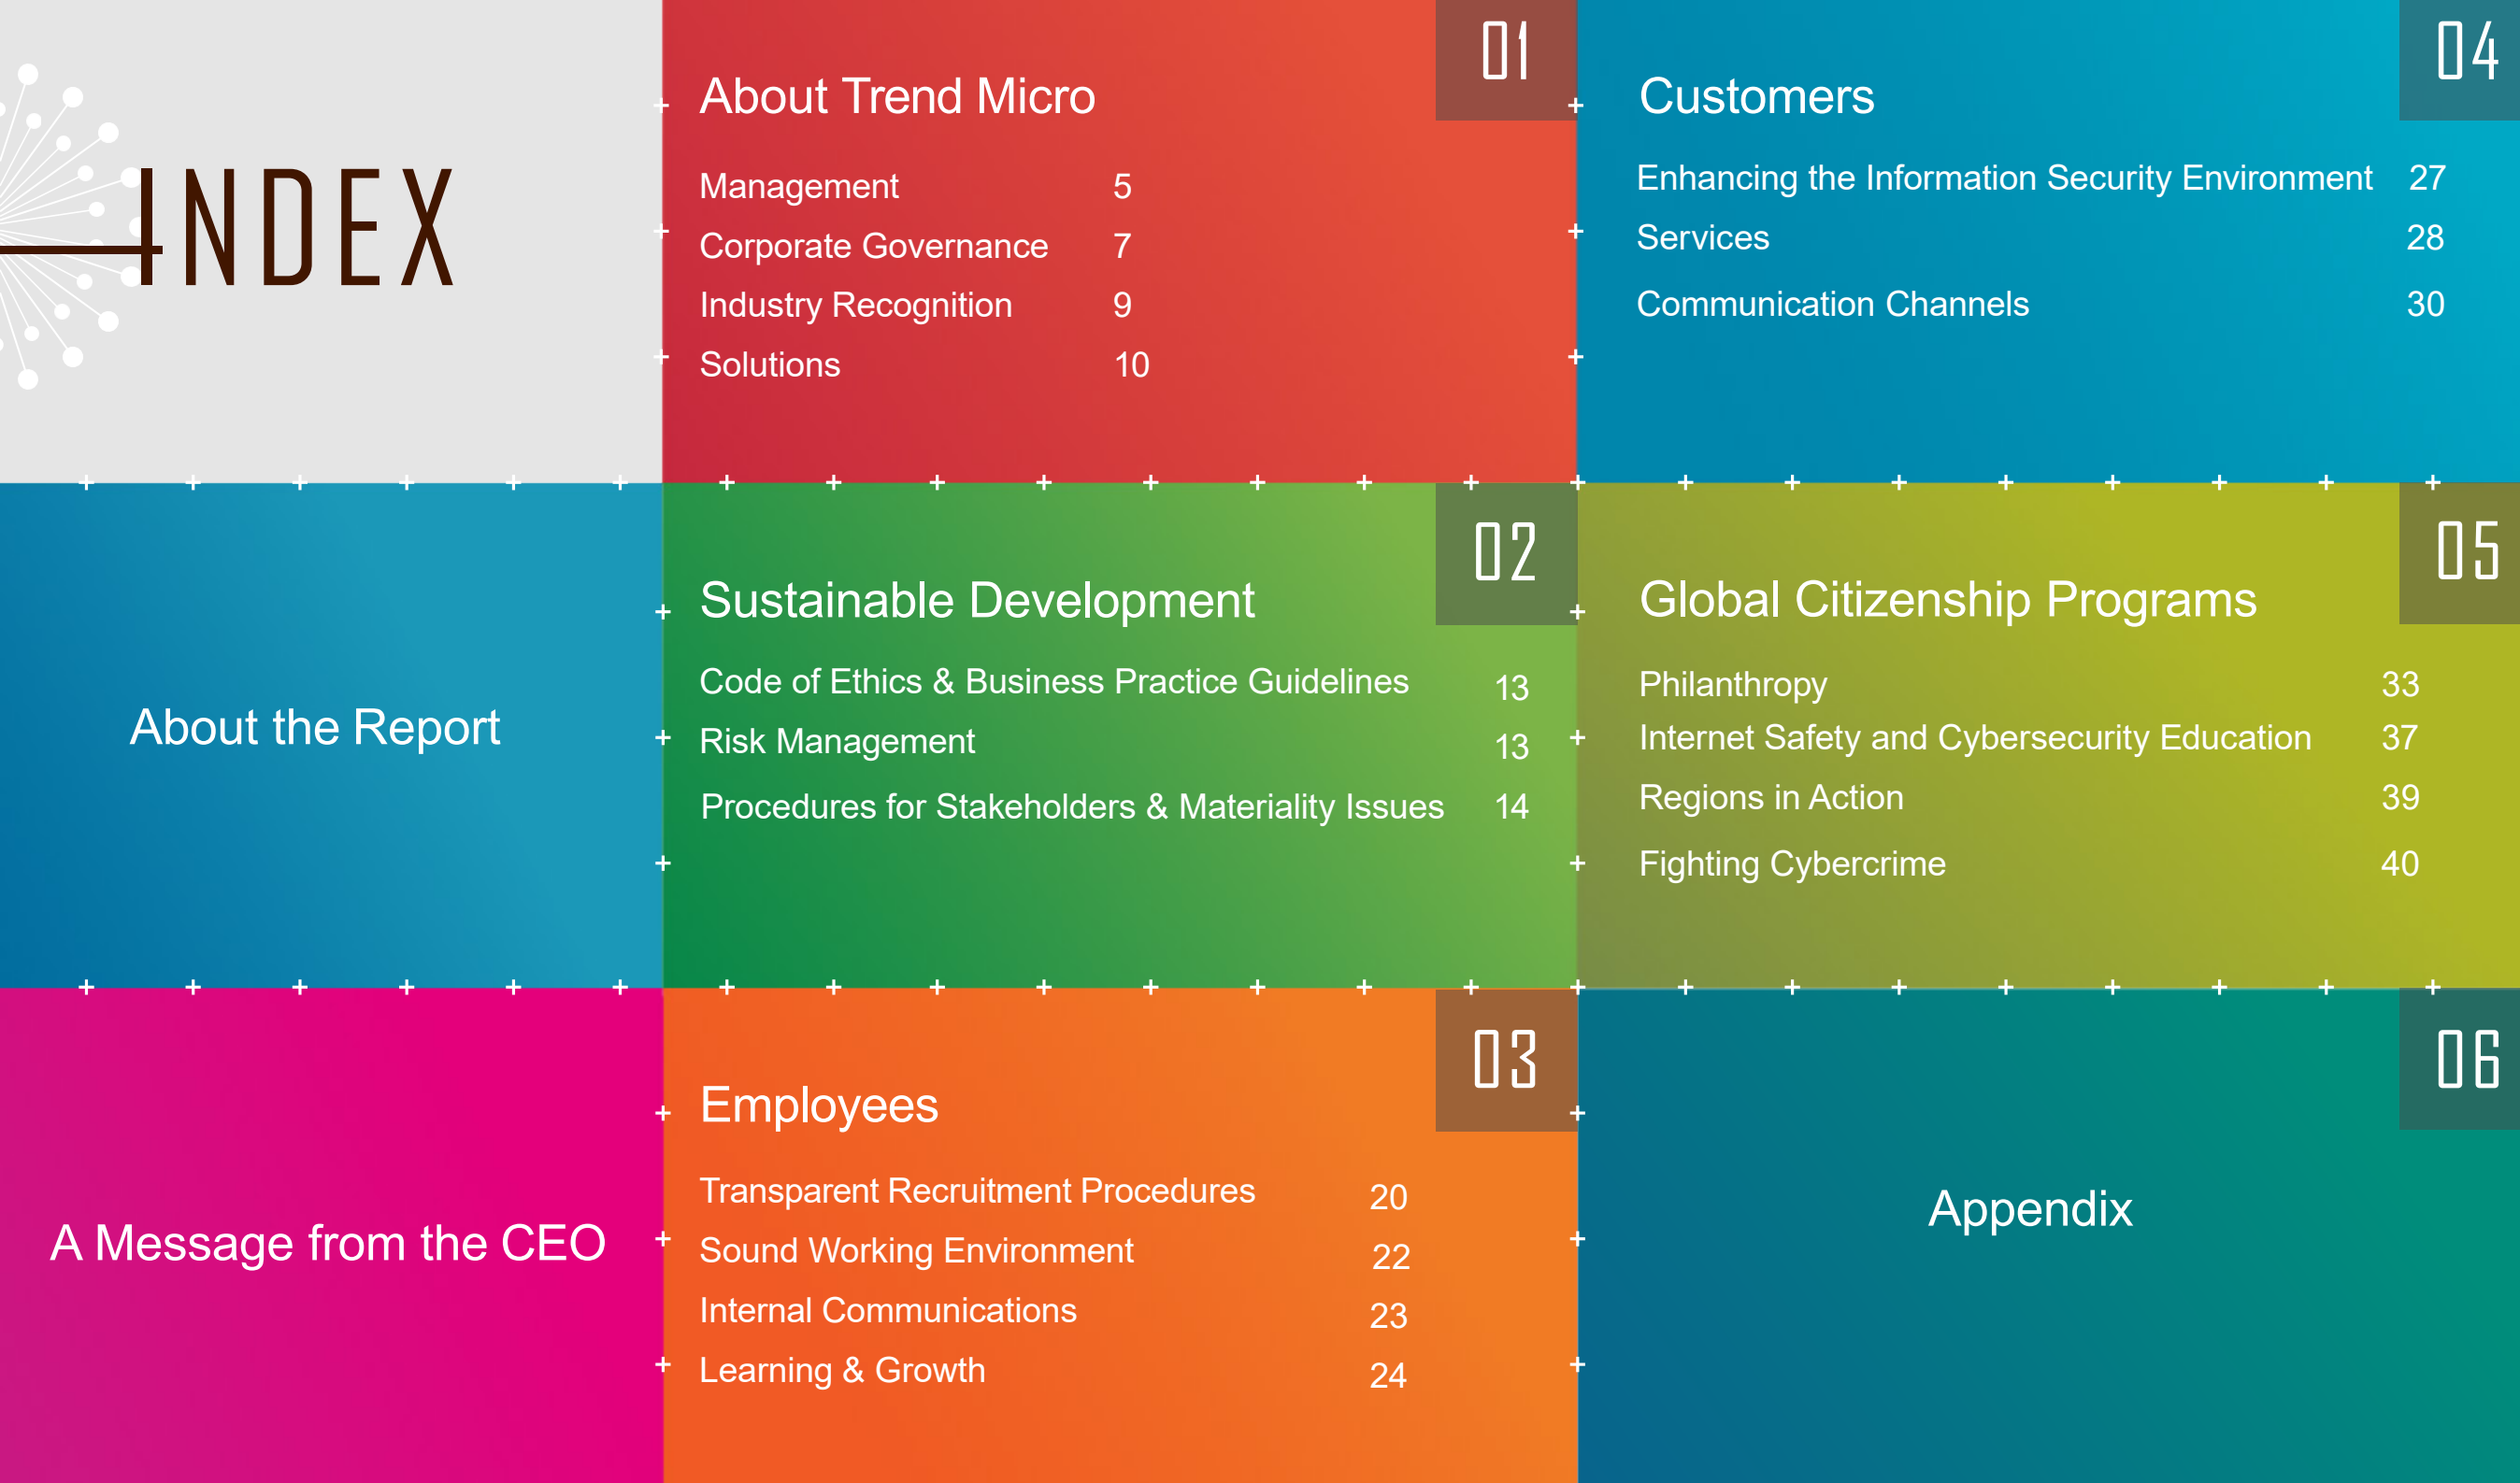 INDEX
About the Report
A Message from the CEO
01
About Trend Micro
Management 5
Corporate Governance 7
Industry Recognition 9
Solutions 10
02
Sustainable Development
Code of Ethics & Business Practice Guidelines 13
Risk Management 13
Procedures for Stakeholders & Materiality Issues 14
03
Employees
Transparent Recruitment Procedures 20
Sound Working Environment 22
Internal Communications 23
Learning & Growth 24
04
Customers
Enhancing the Information Security Environment 27
Services 28
Communication Channels 30
05
Global Citizenship Programs
Philanthropy 33
Internet Safety and Cybersecurity Education 37
Regions in Action 39
Fighting Cybercrime 40
06
Appendix